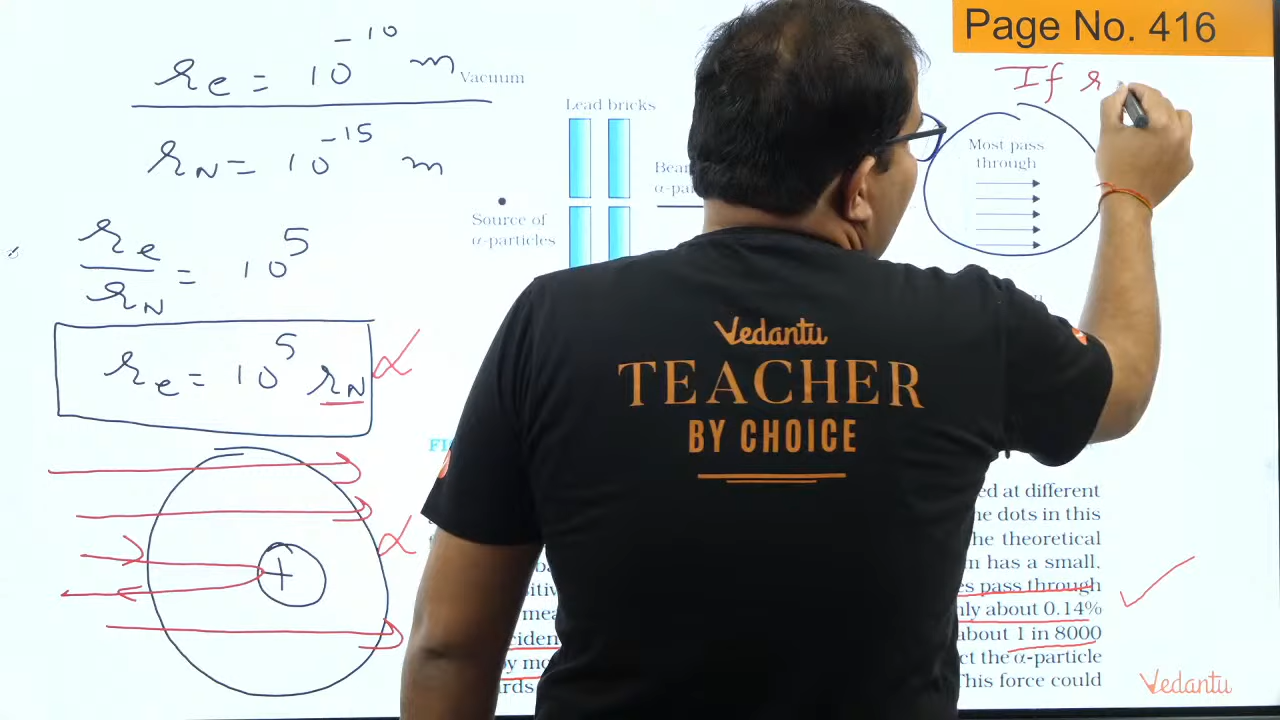 Page No. 416
If r
re = 10^-10 m
rN = 10^-15 m
re/rN = 10^5
re = 10^5 rN
α
α
+
Vacuum
Lead bricks
Source of
α-particles
α-pa
Most pass
through
Vedantu
TEACHER
BY CHOICE
ed at different
he dots in this
he theoretical
has a small.
pass through
about 0.14%
about 1 in 8000
ct the α-particle
This force could
Vedantu